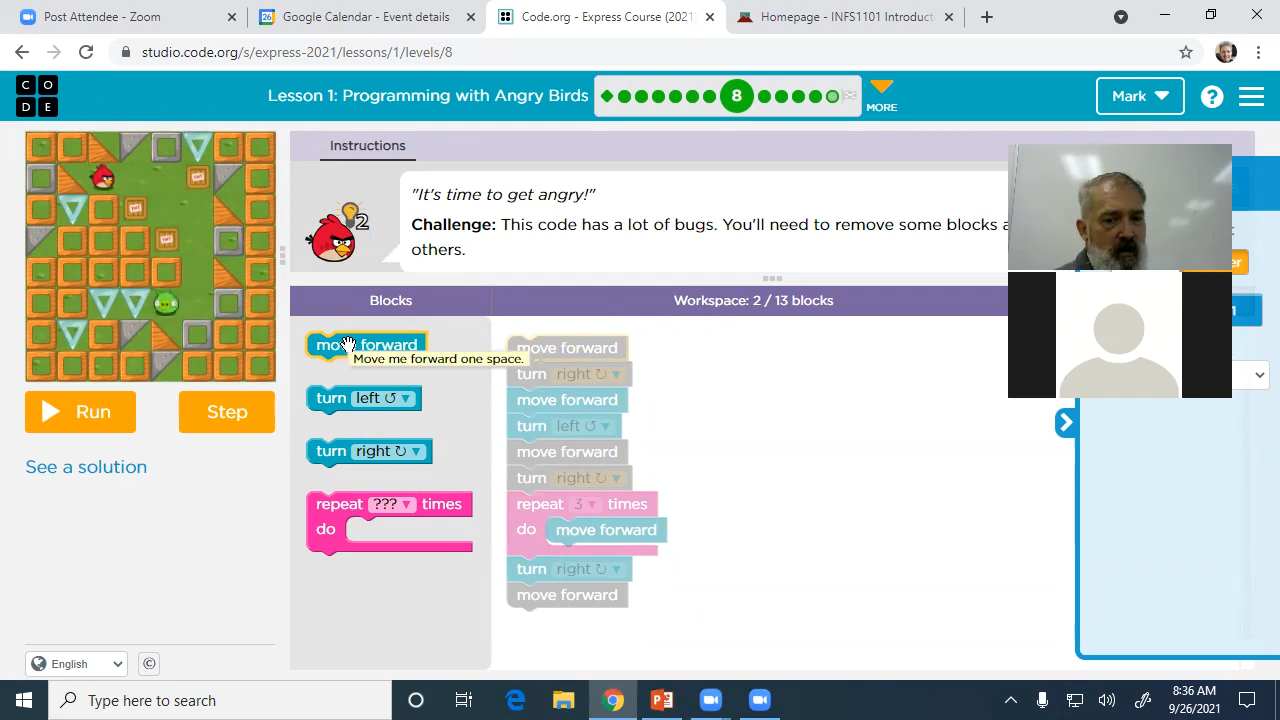 Post Attendee - Zoom
Google Calendar - Event details
Code.org - Express Course (2021)
Homepage - INFS1101 Introducti
studio.code.org/s/express-2021/lessons/1/levels/8
C O
D E
Lesson 1: Programming with Angry Birds
8
MORE
Mark
?
Instructions
"It's time to get angry!"
Challenge: This code has a lot of bugs. You'll need to remove some blocks a
others.
2
TNT
TNT
TNT
Blocks
Workspace: 2 / 13 blocks
move forward
Move me forward one space.
turn left
turn right
repeat ??? times
do
move forward
turn right
move forward
turn left
move forward
turn right
repeat 3 times
do move forward
turn right
move forward
Run
Step
See a solution
English
©
Type here to search
8:36 AM
9/26/2021